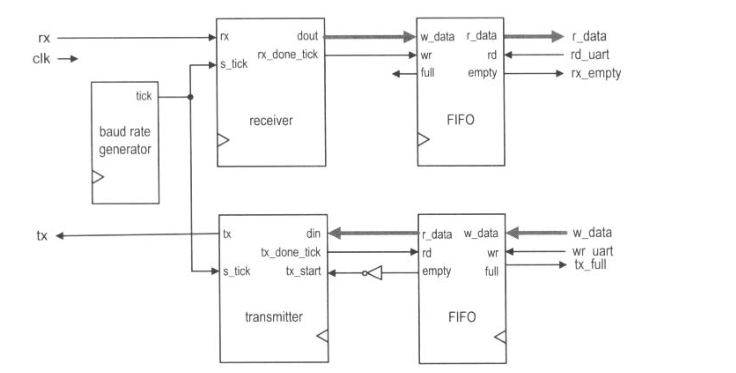 rx rx dout w_data r_data r_data
rx_done_tick wr rd rd_uart
clk s_tick full empty rx_empty
tick
receiver FIFO
baud rate
generator
tx tx din r_data w_data w_data
tx_done_tick rd wr wr_uart
s_tick tx_start empty full tx_full
transmitter FIFO